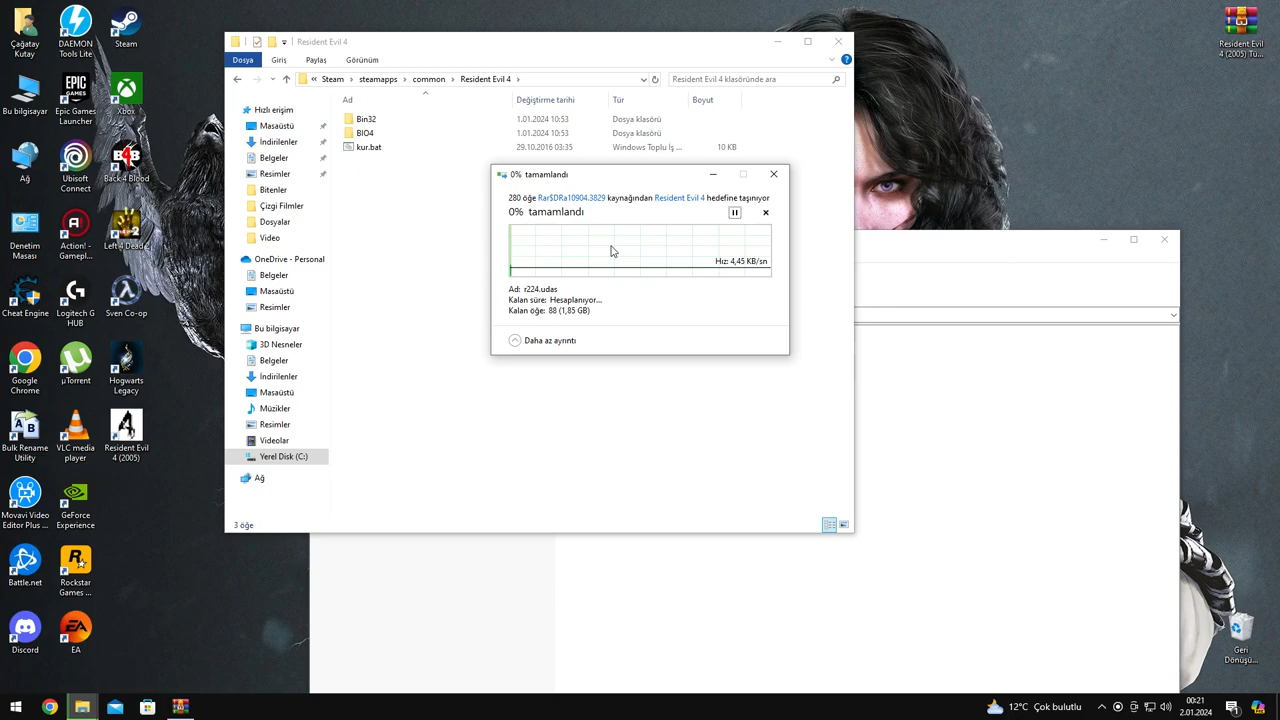 Çağatay
Kutay
DAEMON
Tools Lite
Steam
Bu bilgisayar
Epic Games
Launcher
Xbox
Ağ
Ubisoft
Connect
Back 4 Blood
Denetim
Masası
Action! -
Gamepl...
Left 4 Dead 2
Cheat Engine
Logitech G
HUB
Sven Co-op
Google
Chrome
µTorrent
Hogwarts
Legacy
Bulk Rename
Utility
VLC media
player
Resident Evil
4 (2005)
Movavi Video
Editor Plus ...
GeForce
Experience
Battle.net
Rockstar
Games ...
Discord
EA
Resident Evil 4
Dosya
Giriş
Paylaş
Görünüm
« Steam › steamapps › common › Resident Evil 4 ›
Resident Evil 4 klasöründe ara
Hızlı erişim
Masaüstü
İndirilenler
Belgeler
Resimler
Bitenler
Çizgi Filmler
Dosyalar
Video
OneDrive - Personal
Belgeler
Masaüstü
Resimler
Bu bilgisayar
3D Nesneler
Belgeler
İndirilenler
Masaüstü
Müzikler
Resimler
Videolar
Yerel Disk (C:)
Ağ
Ad Değiştirme tarihi Tür Boyut
Bin32 1.01.2024 10:53 Dosya klasörü
BIO4 1.01.2024 10:53 Dosya klasörü
kur.bat 29.10.2016 03:35 Windows Toplu İş ... 10 KB
3 öğe
0% tamamlandı
280 öğe Rar$DRa10904.3829 kaynağından Resident Evil 4 hedefine taşınıyor
0% tamamlandı
Hız: 4,45 KB/sn
Ad: r224.udas
Kalan süre: Hesaplanıyor...
Kalan öğe: 88 (1,85 GB)
Daha az ayrıntı
Resident Evil
4 (2005) (Tü...
Geri
Dönüşü...
12°C Çok bulutlu
00:21
2.01.2024